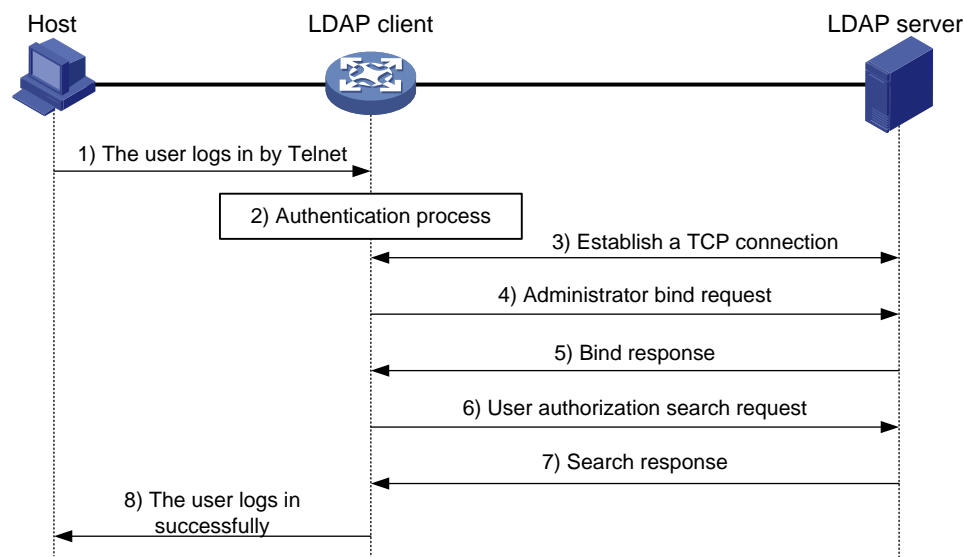 Host
LDAP client
LDAP server
1) The user logs in by Telnet
2) Authentication process
3) Establish a TCP connection
4) Administrator bind request
5) Bind response
6) User authorization search request
7) Search response
8) The user logs in
successfully